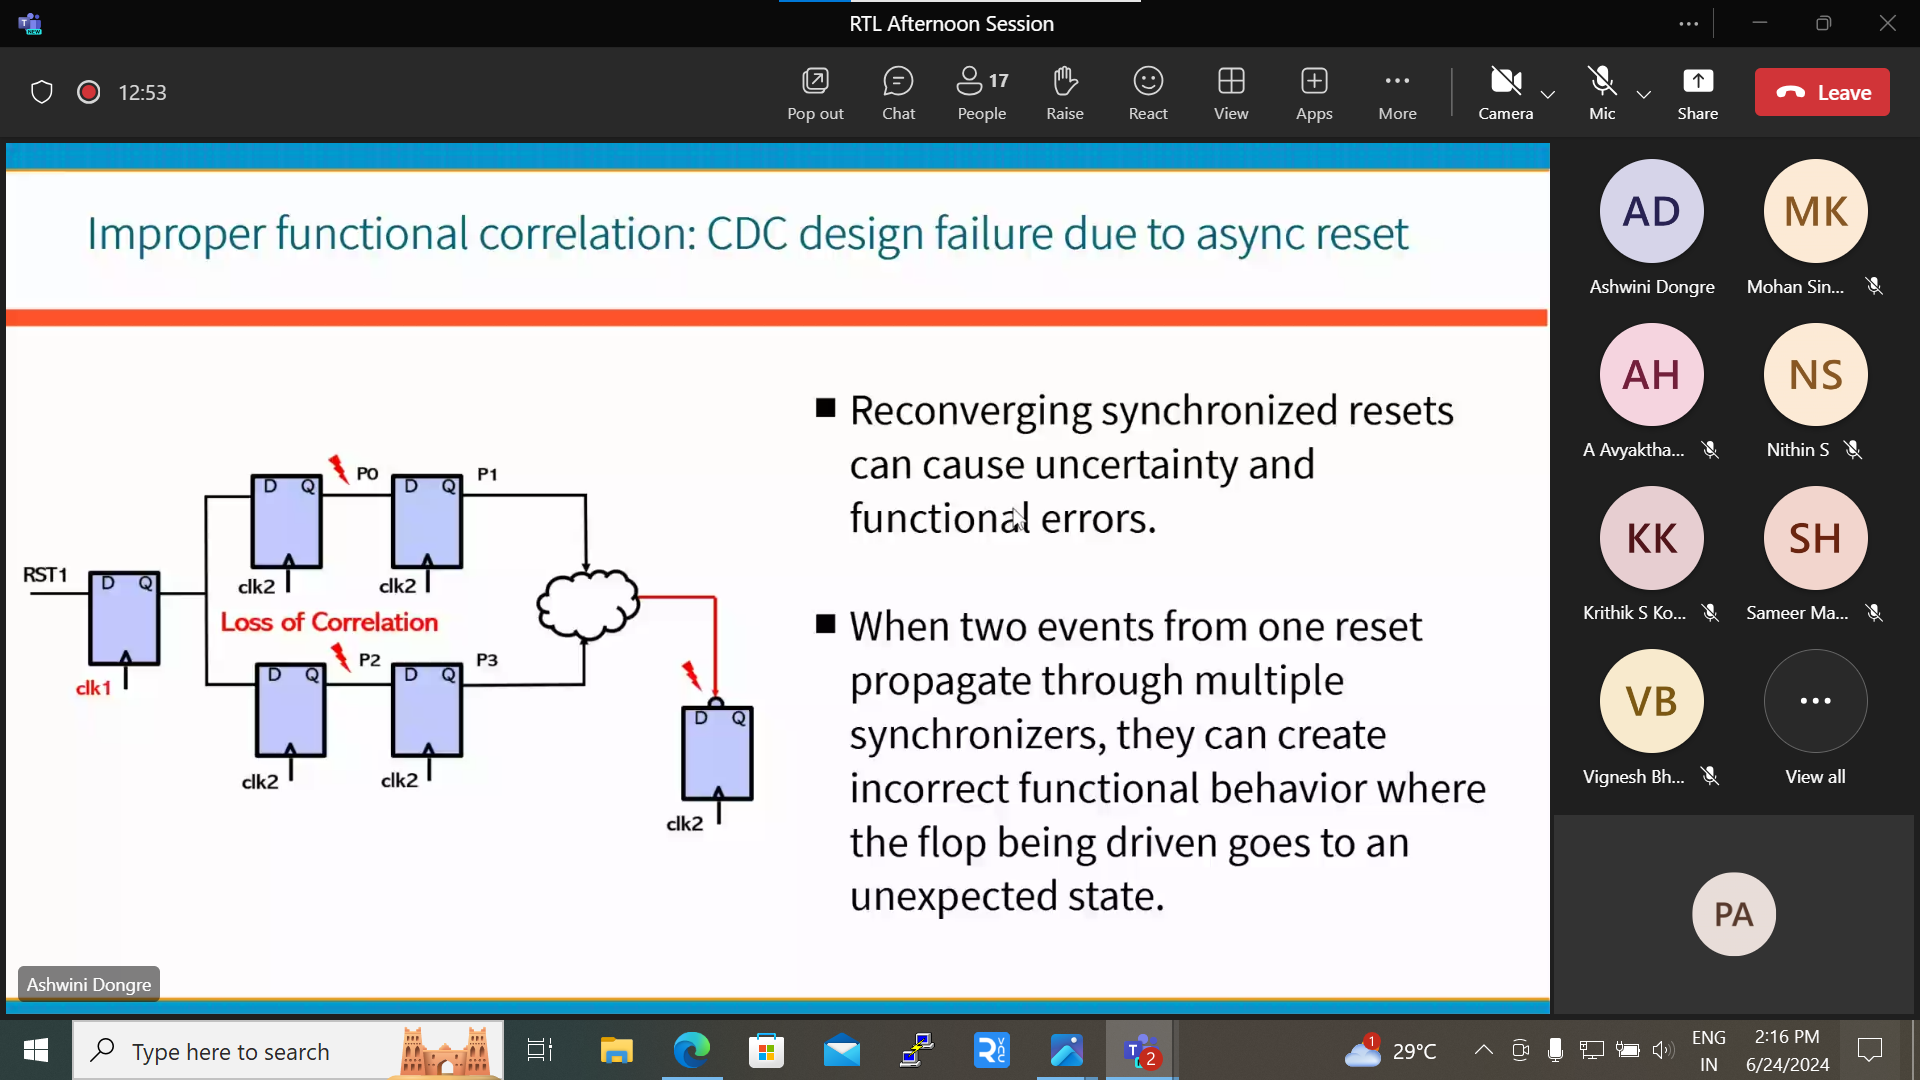 RTL Afternoon Session
12:53
Pop out
Chat
17
People
Raise
React
View
Apps
More
Camera
Mic
Share
Leave
Improper functional correlation: CDC design failure due to async reset
Reconverging synchronized resets
can cause uncertainty and
functional errors.
When two events from one reset
propagate through multiple
synchronizers, they can create
incorrect functional behavior where
the flop being driven goes to an
unexpected state.
RST1
D Q
clk1
D Q
clk2
P0
D Q
clk2
P1
Loss of Correlation
D Q
clk2
P2
D Q
clk2
P3
D Q
clk2
Ashwini Dongre
AD
Ashwini Dongre
MK
Mohan Sin...
AH
A Avyaktha...
NS
Nithin S
KK
Krithik S Ko...
SH
Sameer Ma...
VB
Vignesh Bh...
View all
PA
Type here to search
1
29°C
ENG
IN
2:16 PM
6/24/2024
2